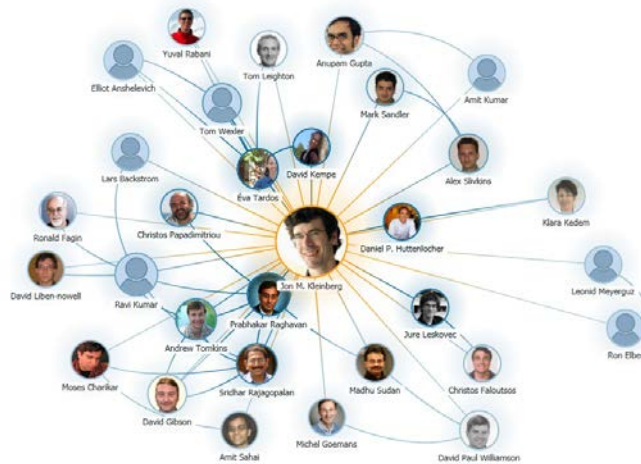 Yuval Rabani
Tom Leighton
Anupam Gupta
Elliot Anshelevich
Amit Kumar
Tom Wexler
Mark Sandler
Lars Backstrom
David Kempe
Alex Slivkins
Éva Tardos
Klara Kedem
Ronald Fagin
Christos Papadimitriou
Daniel P. Huttenlocher
David Liben-nowell
Jon M. Kleinberg
Leonid Meyerguz
Ravi Kumar
Prabhakar Raghavan
Andrew Tomkins
Jure Leskovec
Ron Elbe
Moses Charikar
Sridhar Rajagopalan
Madhu Sudan
Christos Faloutsos
David Gibson
Michel Goemans
Amit Sahai
David Paul Williamson